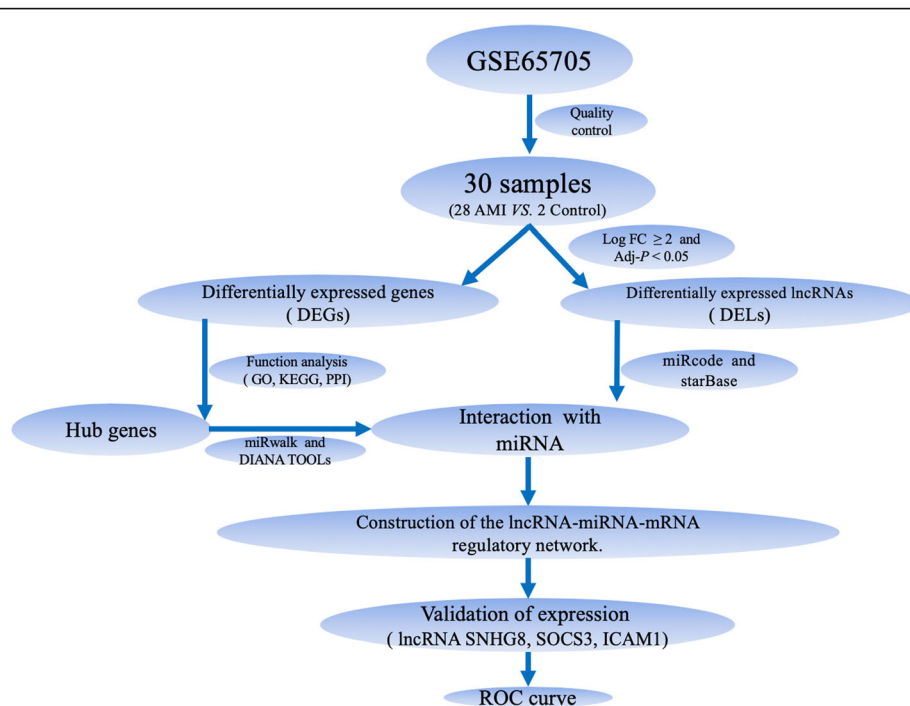 GSE65705
Quality
control
30 samples
(28 AMI VS. 2 Control)
Log FC ≥ 2 and
Adj-P < 0.05
Differentially expressed genes
( DEGs)
Differentially expressed lncRNAs
( DELs)
Function analysis
( GO, KEGG, PPI)
miRcode and
starBase
Hub genes
miRwalk and
DIANA TOOLs
Interaction with
miRNA
Construction of the lncRNA-miRNA-mRNA
regulatory network.
Validation of expression
( lncRNA SNHG8, SOCS3, ICAM1)
ROC curve